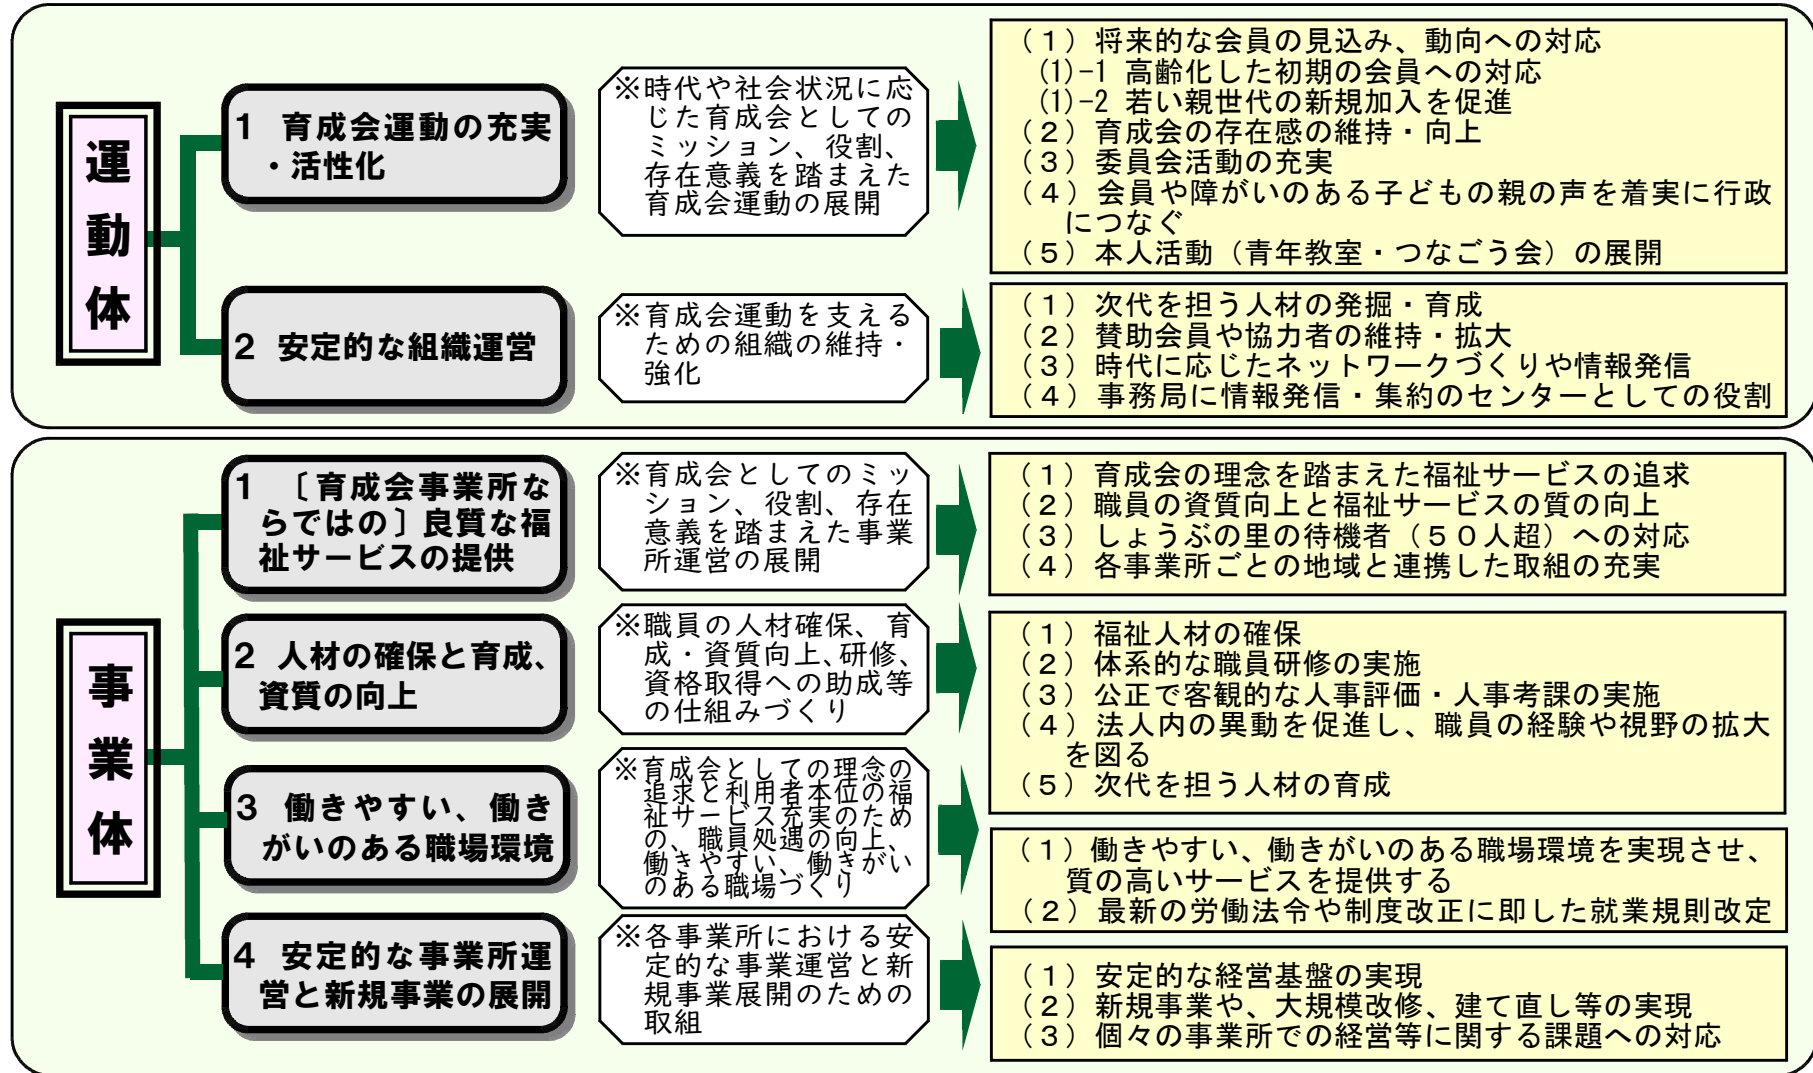 運動体
1 育成会運動の充実
・活性化
※時代や社会状況に応
じた育成会としての
ミッション、役割、
存在意義を踏まえた
育成会運動の展開
（１）将来的な会員の見込み、動向への対応
(1)-1 高齢化した初期の会員への対応
(1)-2 若い親世代の新規加入を促進
（２）育成会の存在感の維持・向上
（３）委員会活動の充実
（４）会員や障がいのある子どもの親の声を着実に行政
につなぐ
（５）本人活動（青年教室・つなごう会）の展開
2 安定的な組織運営
※育成会運動を支える
ための組織の維持・
強化
（１）次代を担う人材の発掘・育成
（２）賛助会員や協力者の維持・拡大
（３）時代に応じたネットワークづくりや情報発信
（４）事務局に情報発信・集約のセンターとしての役割
事業体
1 〔育成会事業所な
らではの〕良質な福
祉サービスの提供
※育成会としてのミッ
ション、役割、存在
意義を踏まえた事業
所運営の展開
（１）育成会の理念を踏まえた福祉サービスの追求
（２）職員の資質向上と福祉サービスの質の向上
（３）しょうぶの里の待機者（５０人超）への対応
（４）各事業所ごとの地域と連携した取組の充実
2 人材の確保と育成、
資質の向上
※職員の人材確保、育
成・資質向上、研修、
資格取得への助成等
の仕組みづくり
（１）福祉人材の確保
（２）体系的な職員研修の実施
（３）公正で客観的な人事評価・人事考課の実施
（４）法人内の異動を促進し、職員の経験や視野の拡大
を図る
（５）次代を担う人材の育成
3 働きやすい、働き
がいのある職場環境
※育成会としての理念の
追求と利用者本位の福
祉サービス充実のため
の、職員処遇の向上、
働きやすい、働きがい
のある職場づくり
（１）働きやすい、働きがいのある職場環境を実現させ、
質の高いサービスを提供する
（２）最新の労働法令や制度改正に即した就業規則改定
4 安定的な事業所運
営と新規事業の展開
※各事業所における安
定的な事業運営と新
規事業展開のための
取組
（１）安定的な経営基盤の実現
（２）新規事業や、大規模改修、建て直し等の実現
（３）個々の事業所での経営等に関する課題への対応